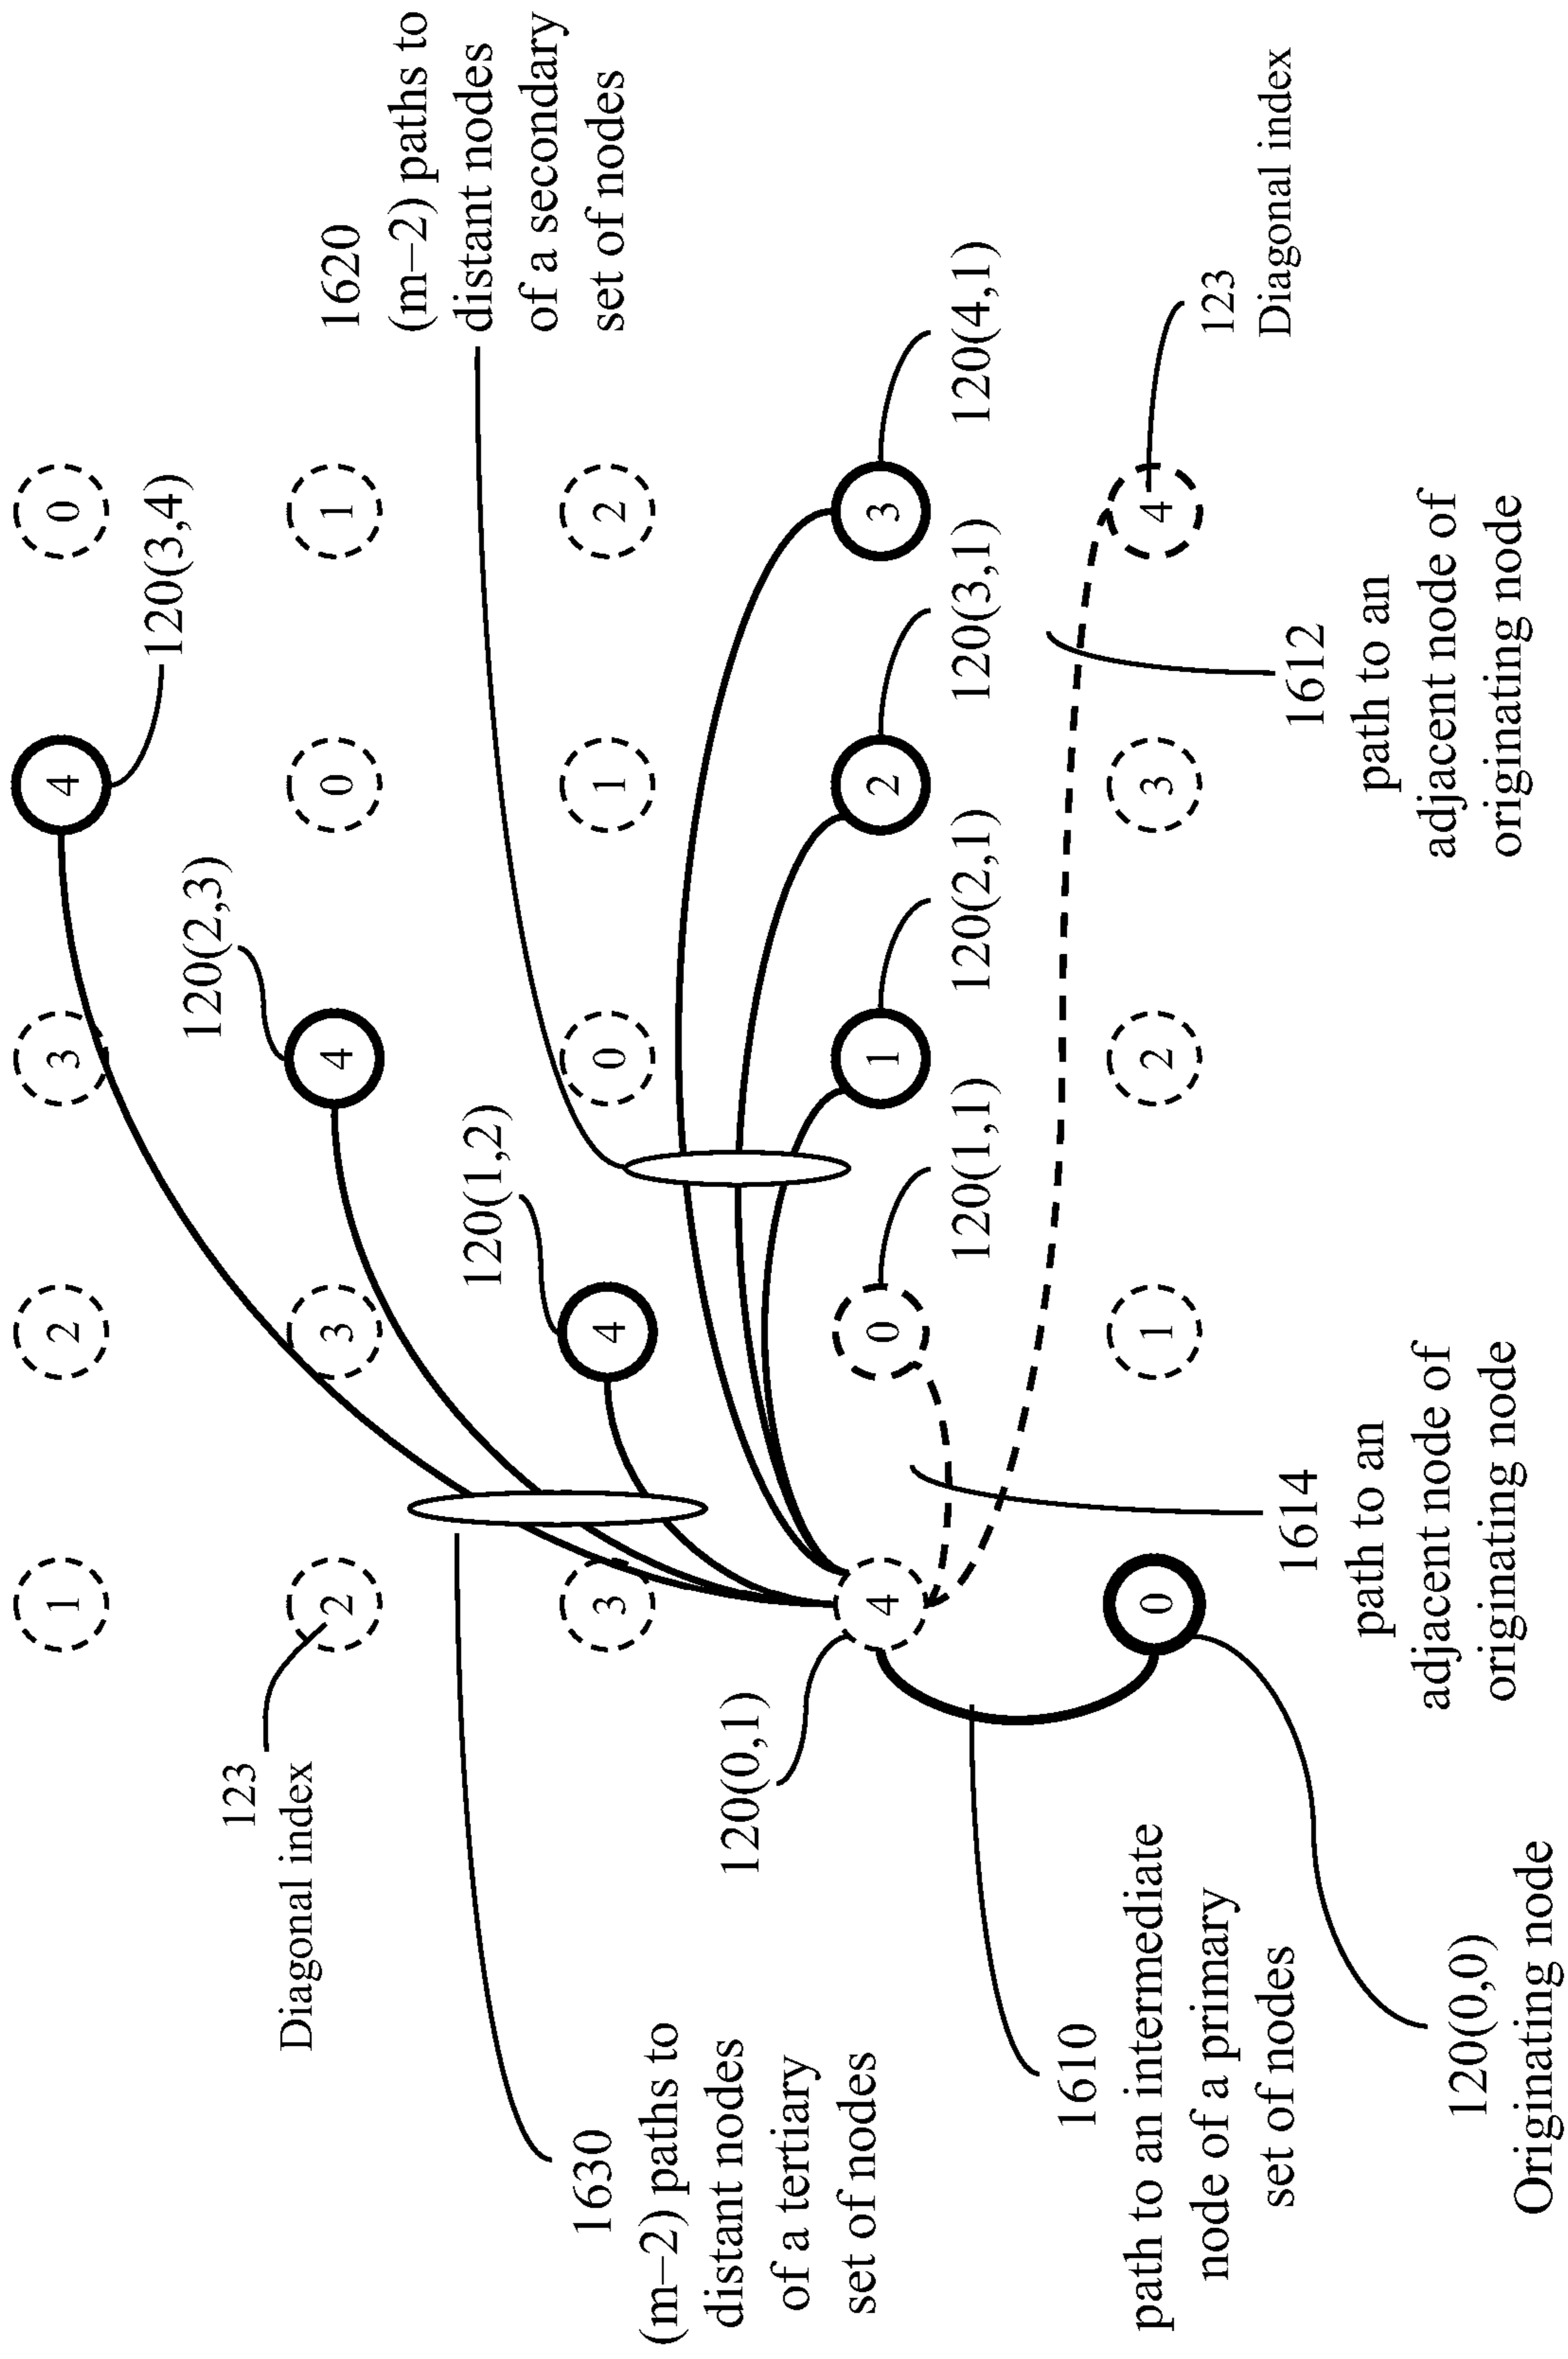 1 2 3 4 0
120(3,4)
120(2,3)
123
Diagonal index
2 3 4 0 1
1620
(m–2) paths to
distant nodes
of a secondary
set of nodes
120(1,2)
3 4 0 1 2
1630
(m–2) paths to
distant nodes
of a tertiary
set of nodes
120(0,1)
4 0 1 2 3
120(1,1) 120(2,1) 120(3,1) 120(4,1)
1610
path to an intermediate
node of a primary
set of nodes
0 1 2 3 4
123
Diagonal index
1614
path to an
adjacent node of
originating node
1612
path to an
adjacent node of
originating node
120(0,0)
Originating node